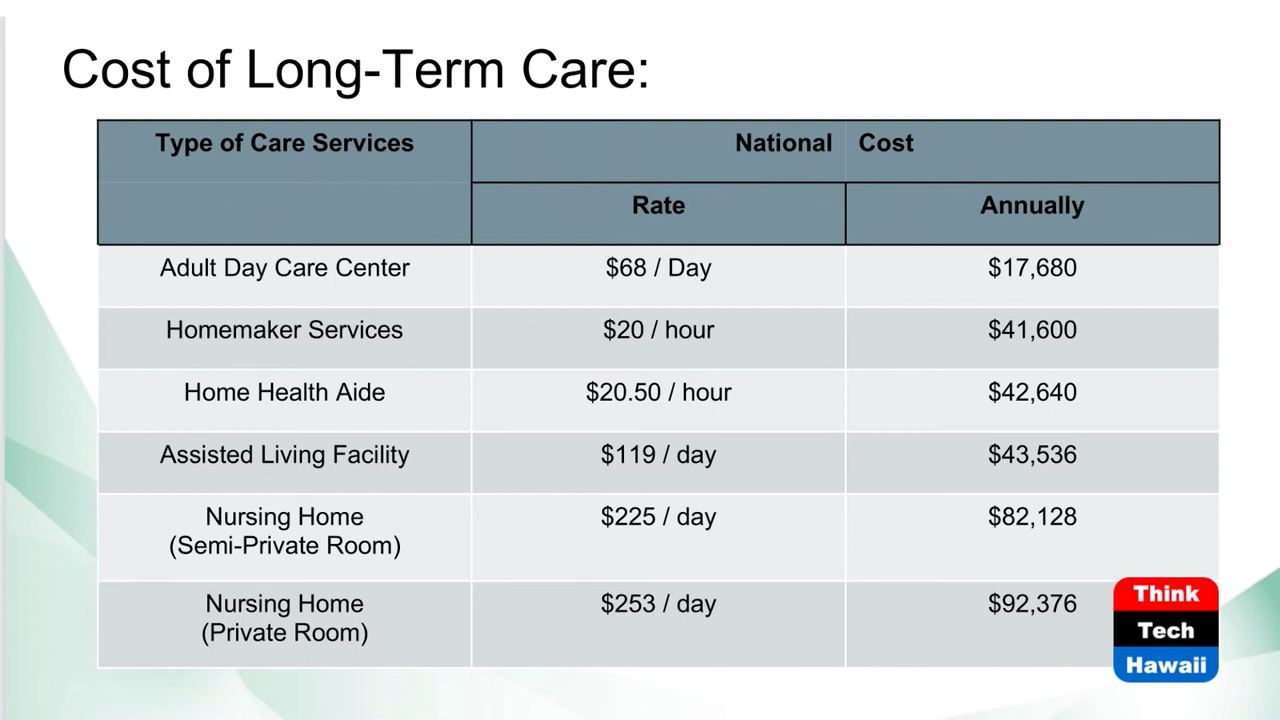 Cost of Long-Term Care:
Type of Care Services
National Cost
Rate
Annually
Adult Day Care Center
$68 / Day
$17,680
Homemaker Services
$20 / hour
$41,600
Home Health Aide
$20.50 / hour
$42,640
Assisted Living Facility
$119 / day
$43,536
Nursing Home
(Semi-Private Room)
$225 / day
$82,128
Nursing Home
(Private Room)
$253 / day
$92,376
Think
Tech
Hawaii